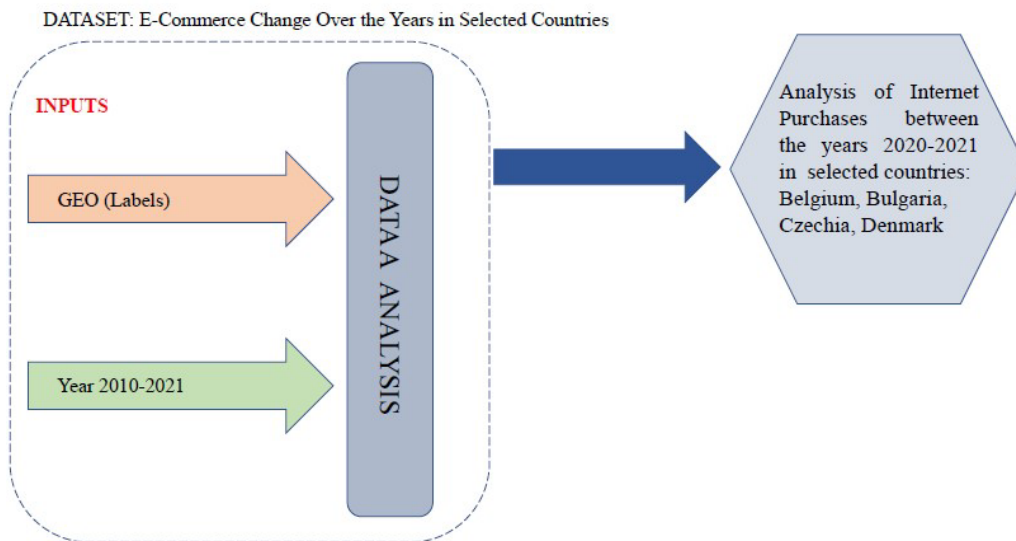 DATASET: E-Commerce Change Over the Years in Selected Countries
INPUTS
GEO (Labels)
Year 2010-2021
DATAA ANALYSIS
Analysis of Internet
Purchases between
the years 2020-2021
in selected countries:
Belgium, Bulgaria,
Czechia, Denmark